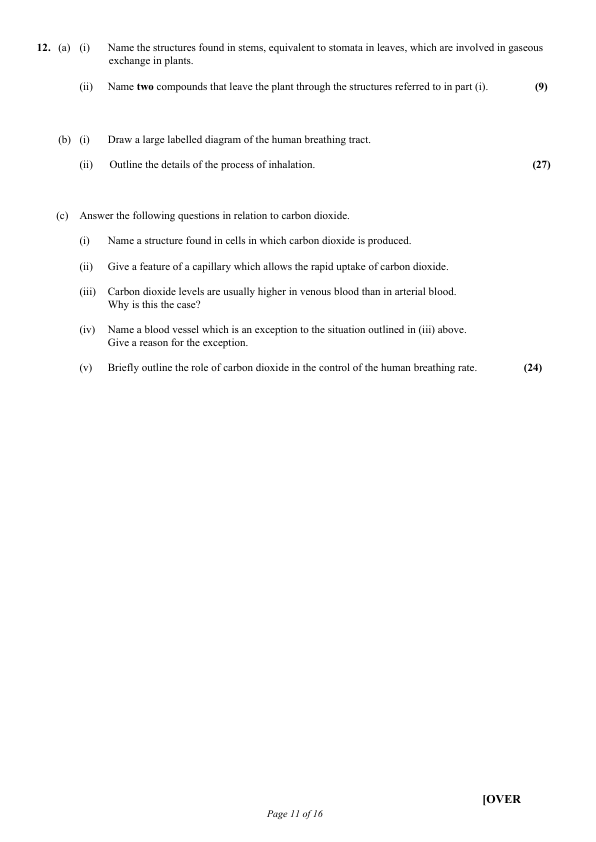 12. (a) (i) Name the structures found in stems, equivalent to stomata in leaves, which are involved in gaseous
exchange in plants.
(ii) Name two compounds that leave the plant through the structures referred to in part (i). (9)
(b) (i) Draw a large labelled diagram of the human breathing tract.
(ii) Outline the details of the process of inhalation. (27)
(c) Answer the following questions in relation to carbon dioxide.
(i) Name a structure found in cells in which carbon dioxide is produced.
(ii) Give a feature of a capillary which allows the rapid uptake of carbon dioxide.
(iii) Carbon dioxide levels are usually higher in venous blood than in arterial blood.
Why is this the case?
(iv) Name a blood vessel which is an exception to the situation outlined in (iii) above.
Give a reason for the exception.
(v) Briefly outline the role of carbon dioxide in the control of the human breathing rate. (24)
[OVER
Page 11 of 16